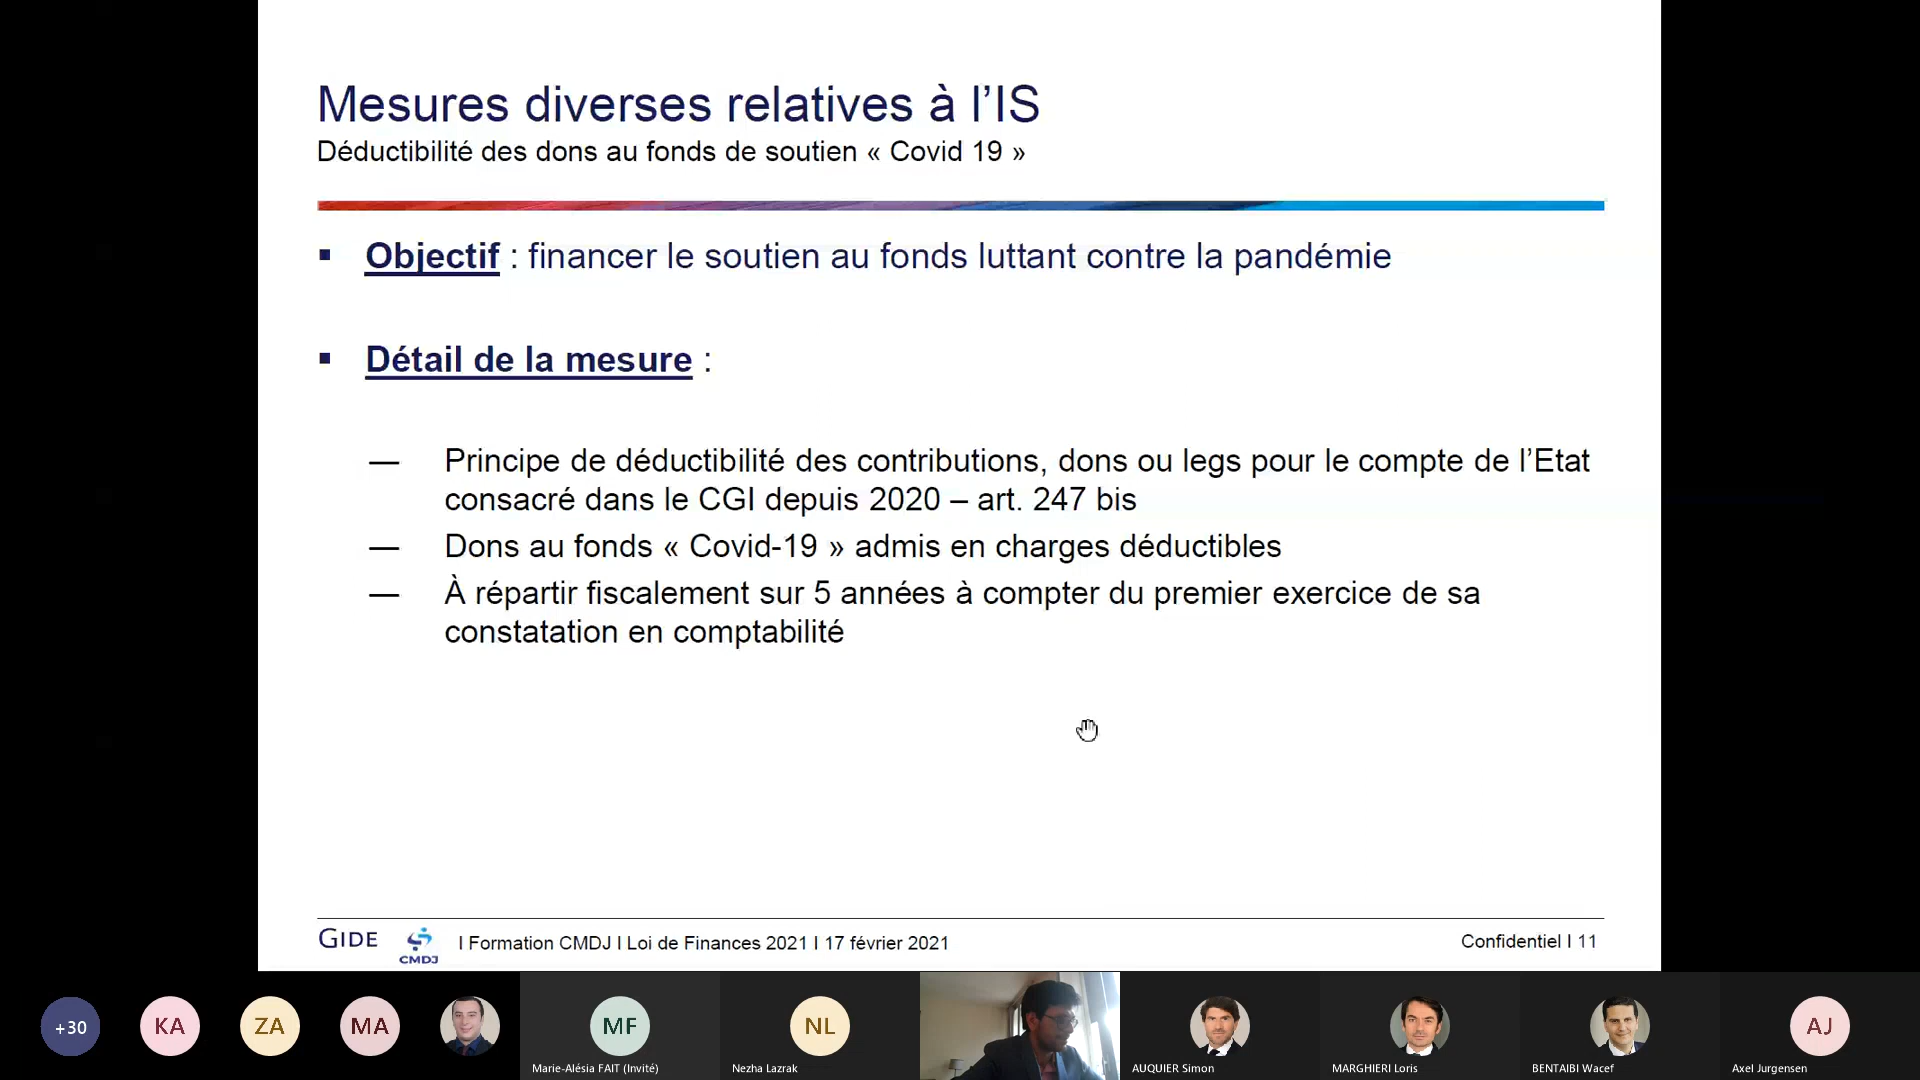 Mesures diverses relatives à l’IS
Déductibilité des dons au fonds de soutien « Covid 19 »
▪ Objectif : financer le soutien au fonds luttant contre la pandémie
▪ Détail de la mesure :
— Principe de déductibilité des contributions, dons ou legs pour le compte de l’Etat
consacré dans le CGI depuis 2020 – art. 247 bis
— Dons au fonds « Covid-19 » admis en charges déductibles
— À répartir fiscalement sur 5 années à compter du premier exercice de sa
constatation en comptabilité
GIDE CMDJ I Formation CMDJ I Loi de Finances 2021 I 17 février 2021 Confidentiel I 11
+30 KA ZA MA MF NL AJ
Marie-Alésia FAIT (Invité) Nezha Lazrak AUQUIER Simon MARGHIERI Loris BENTAIBI Wacef Axel Jurgensen